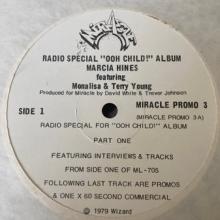 MIRACLE
RADIO SPECIAL "OOH CHILD!" ALBUM
MARCIA HINES
featuring
Monalisa & Terry Young
Produced for Miracle by David White & Trevor Johnson
SIDE 1
MIRACLE PROMO 3
(MIRACLE PROMO 3A)
RADIO SPECIAL FOR "OOH CHILD" ALBUM
PART ONE
FEATURING INTERVIEWS & TRACKS
FROM SIDE ONE OF ML-705
FOLLOWING LAST TRACK ARE PROMOS
& ONE X 60 SECOND COMMERCIAL
© 1979 Wizard